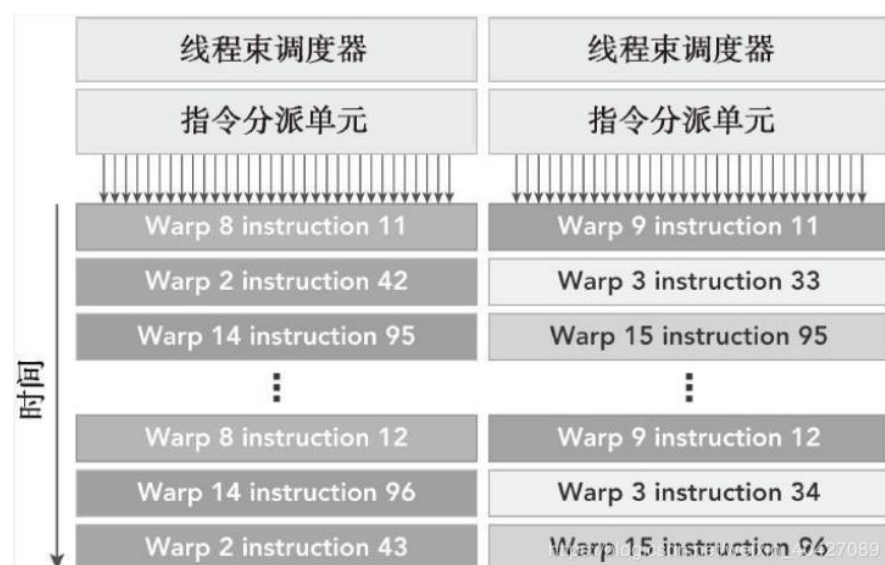 线程束调度器 线程束调度器
指令分派单元 指令分派单元
Warp 8 instruction 11 Warp 9 instruction 11
Warp 2 instruction 42 Warp 3 instruction 33
Warp 14 instruction 95 Warp 15 instruction 95
时间
Warp 8 instruction 12 Warp 9 instruction 12
Warp 14 instruction 96 Warp 3 instruction 34
Warp 2 instruction 43 Warp 15 instruction 96